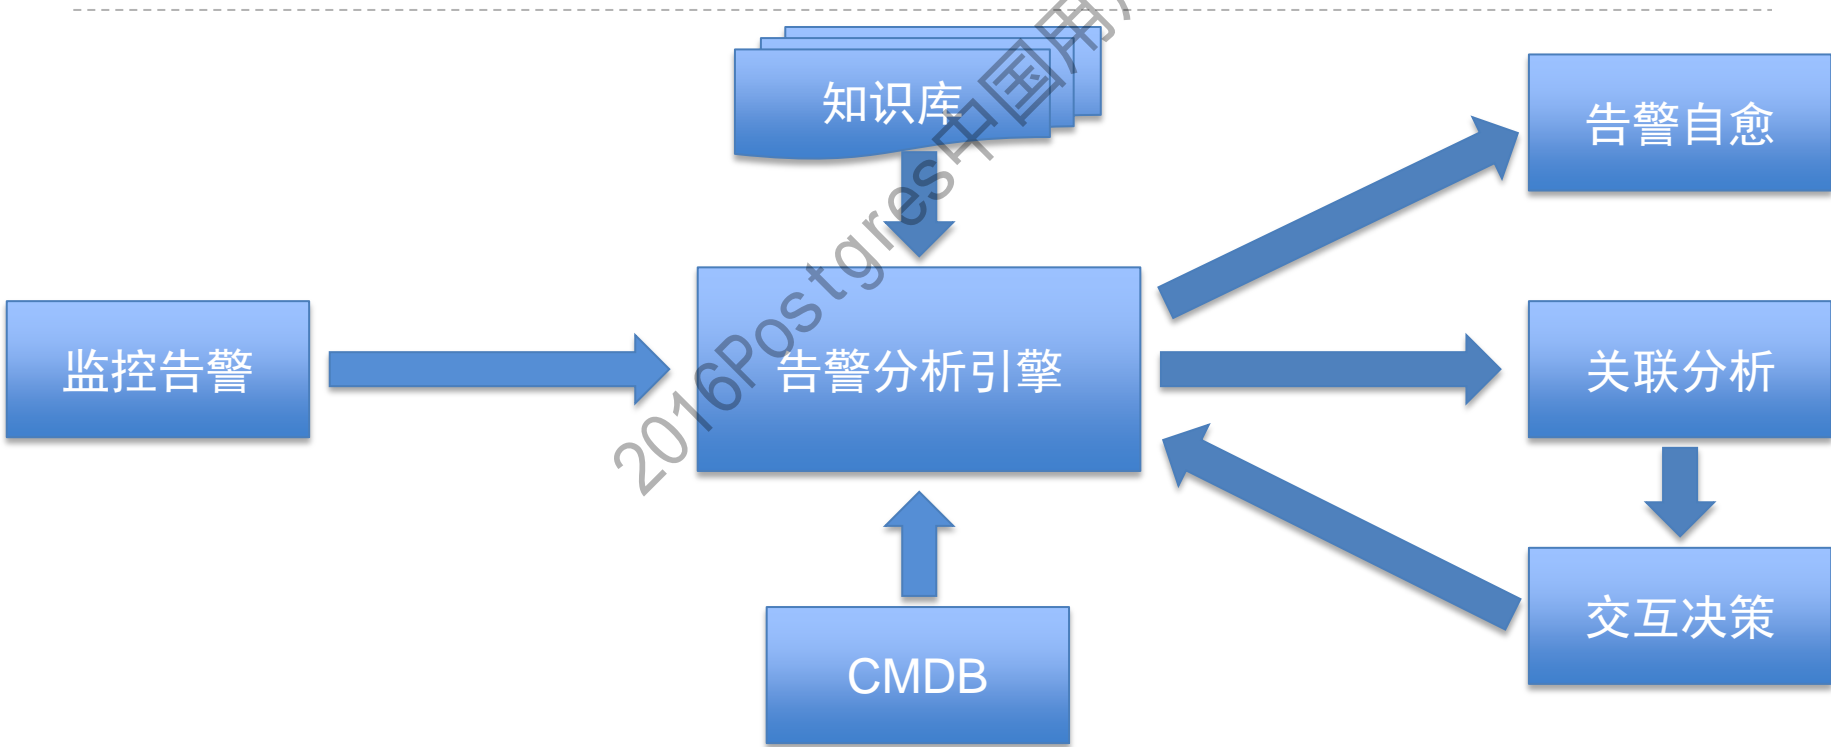 知识库
告警自愈
监控告警
告警分析引擎
关联分析
交互决策
CMDB
2016Postgres中国用